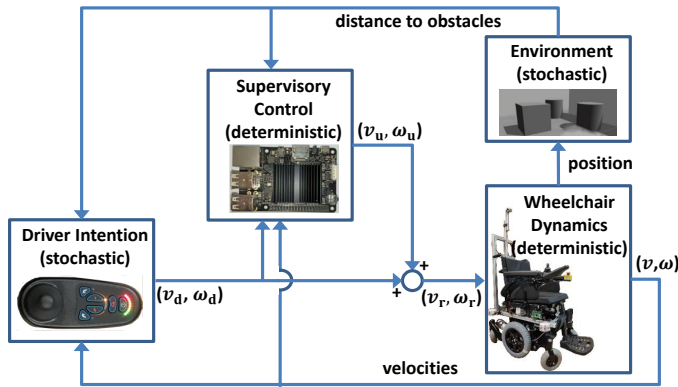 distance to obstacles
Environment
(stochastic)
Supervisory
Control
(deterministic)
(v_u, ω_u)
position
Wheelchair
Dynamics
(deterministic)
Driver Intention
(stochastic)
(v,ω)
+
+
(v_d, ω_d)
(v_r, ω_r)
velocities